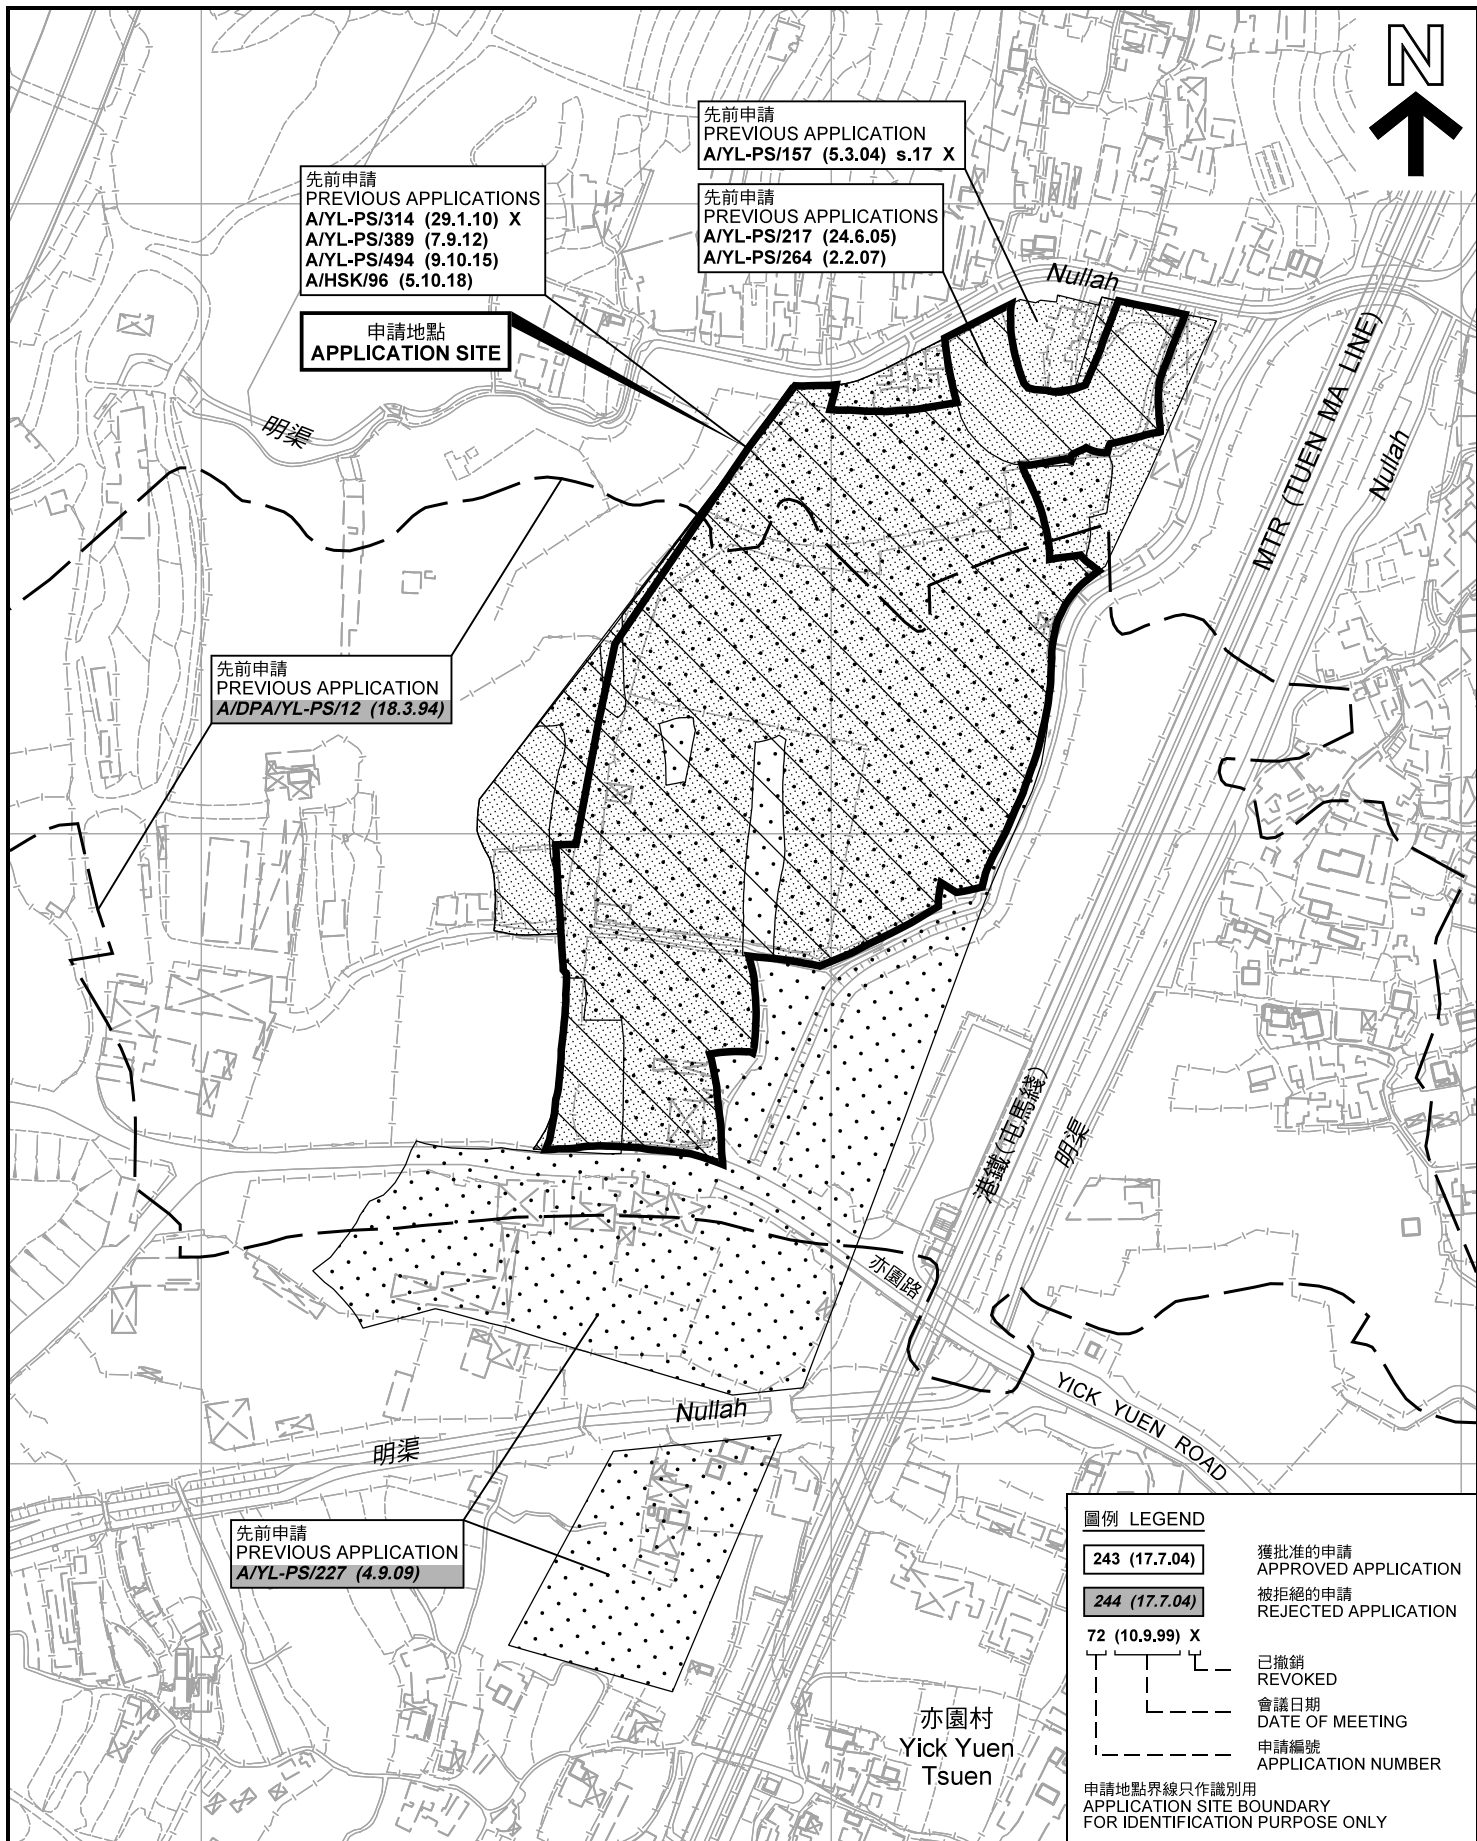 N
先前申請
PREVIOUS APPLICATION
A/YL-PS/157 (5.3.04) s.17 X
先前申請
PREVIOUS APPLICATIONS
A/YL-PS/314 (29.1.10) X
A/YL-PS/389 (7.9.12)
A/YL-PS/494 (9.10.15)
A/HSK/96 (5.10.18)
先前申請
PREVIOUS APPLICATIONS
A/YL-PS/217 (24.6.05)
A/YL-PS/264 (2.2.07)
Nullah
申請地點
APPLICATION SITE
明渠
MTR (TUEN MA LINE)
Nullah
先前申請
PREVIOUS APPLICATION
A/DPA/YL-PS/12 (18.3.94)
港鐵(屯馬綫)
明渠
亦園路
YICK YUEN ROAD
Nullah
明渠
先前申請
PREVIOUS APPLICATION
A/YL-PS/227 (4.9.09)
亦園村
Yick Yuen
Tsuen
圖例 LEGEND
243 (17.7.04)
獲批准的申請
APPROVED APPLICATION
244 (17.7.04)
被拒絕的申請
REJECTED APPLICATION
72 (10.9.99) X
已撤銷
REVOKED
會議日期
DATE OF MEETING
申請編號
APPLICATION NUMBER
申請地點界線只作識別用
APPLICATION SITE BOUNDARY
FOR IDENTIFICATION PURPOSE ONLY